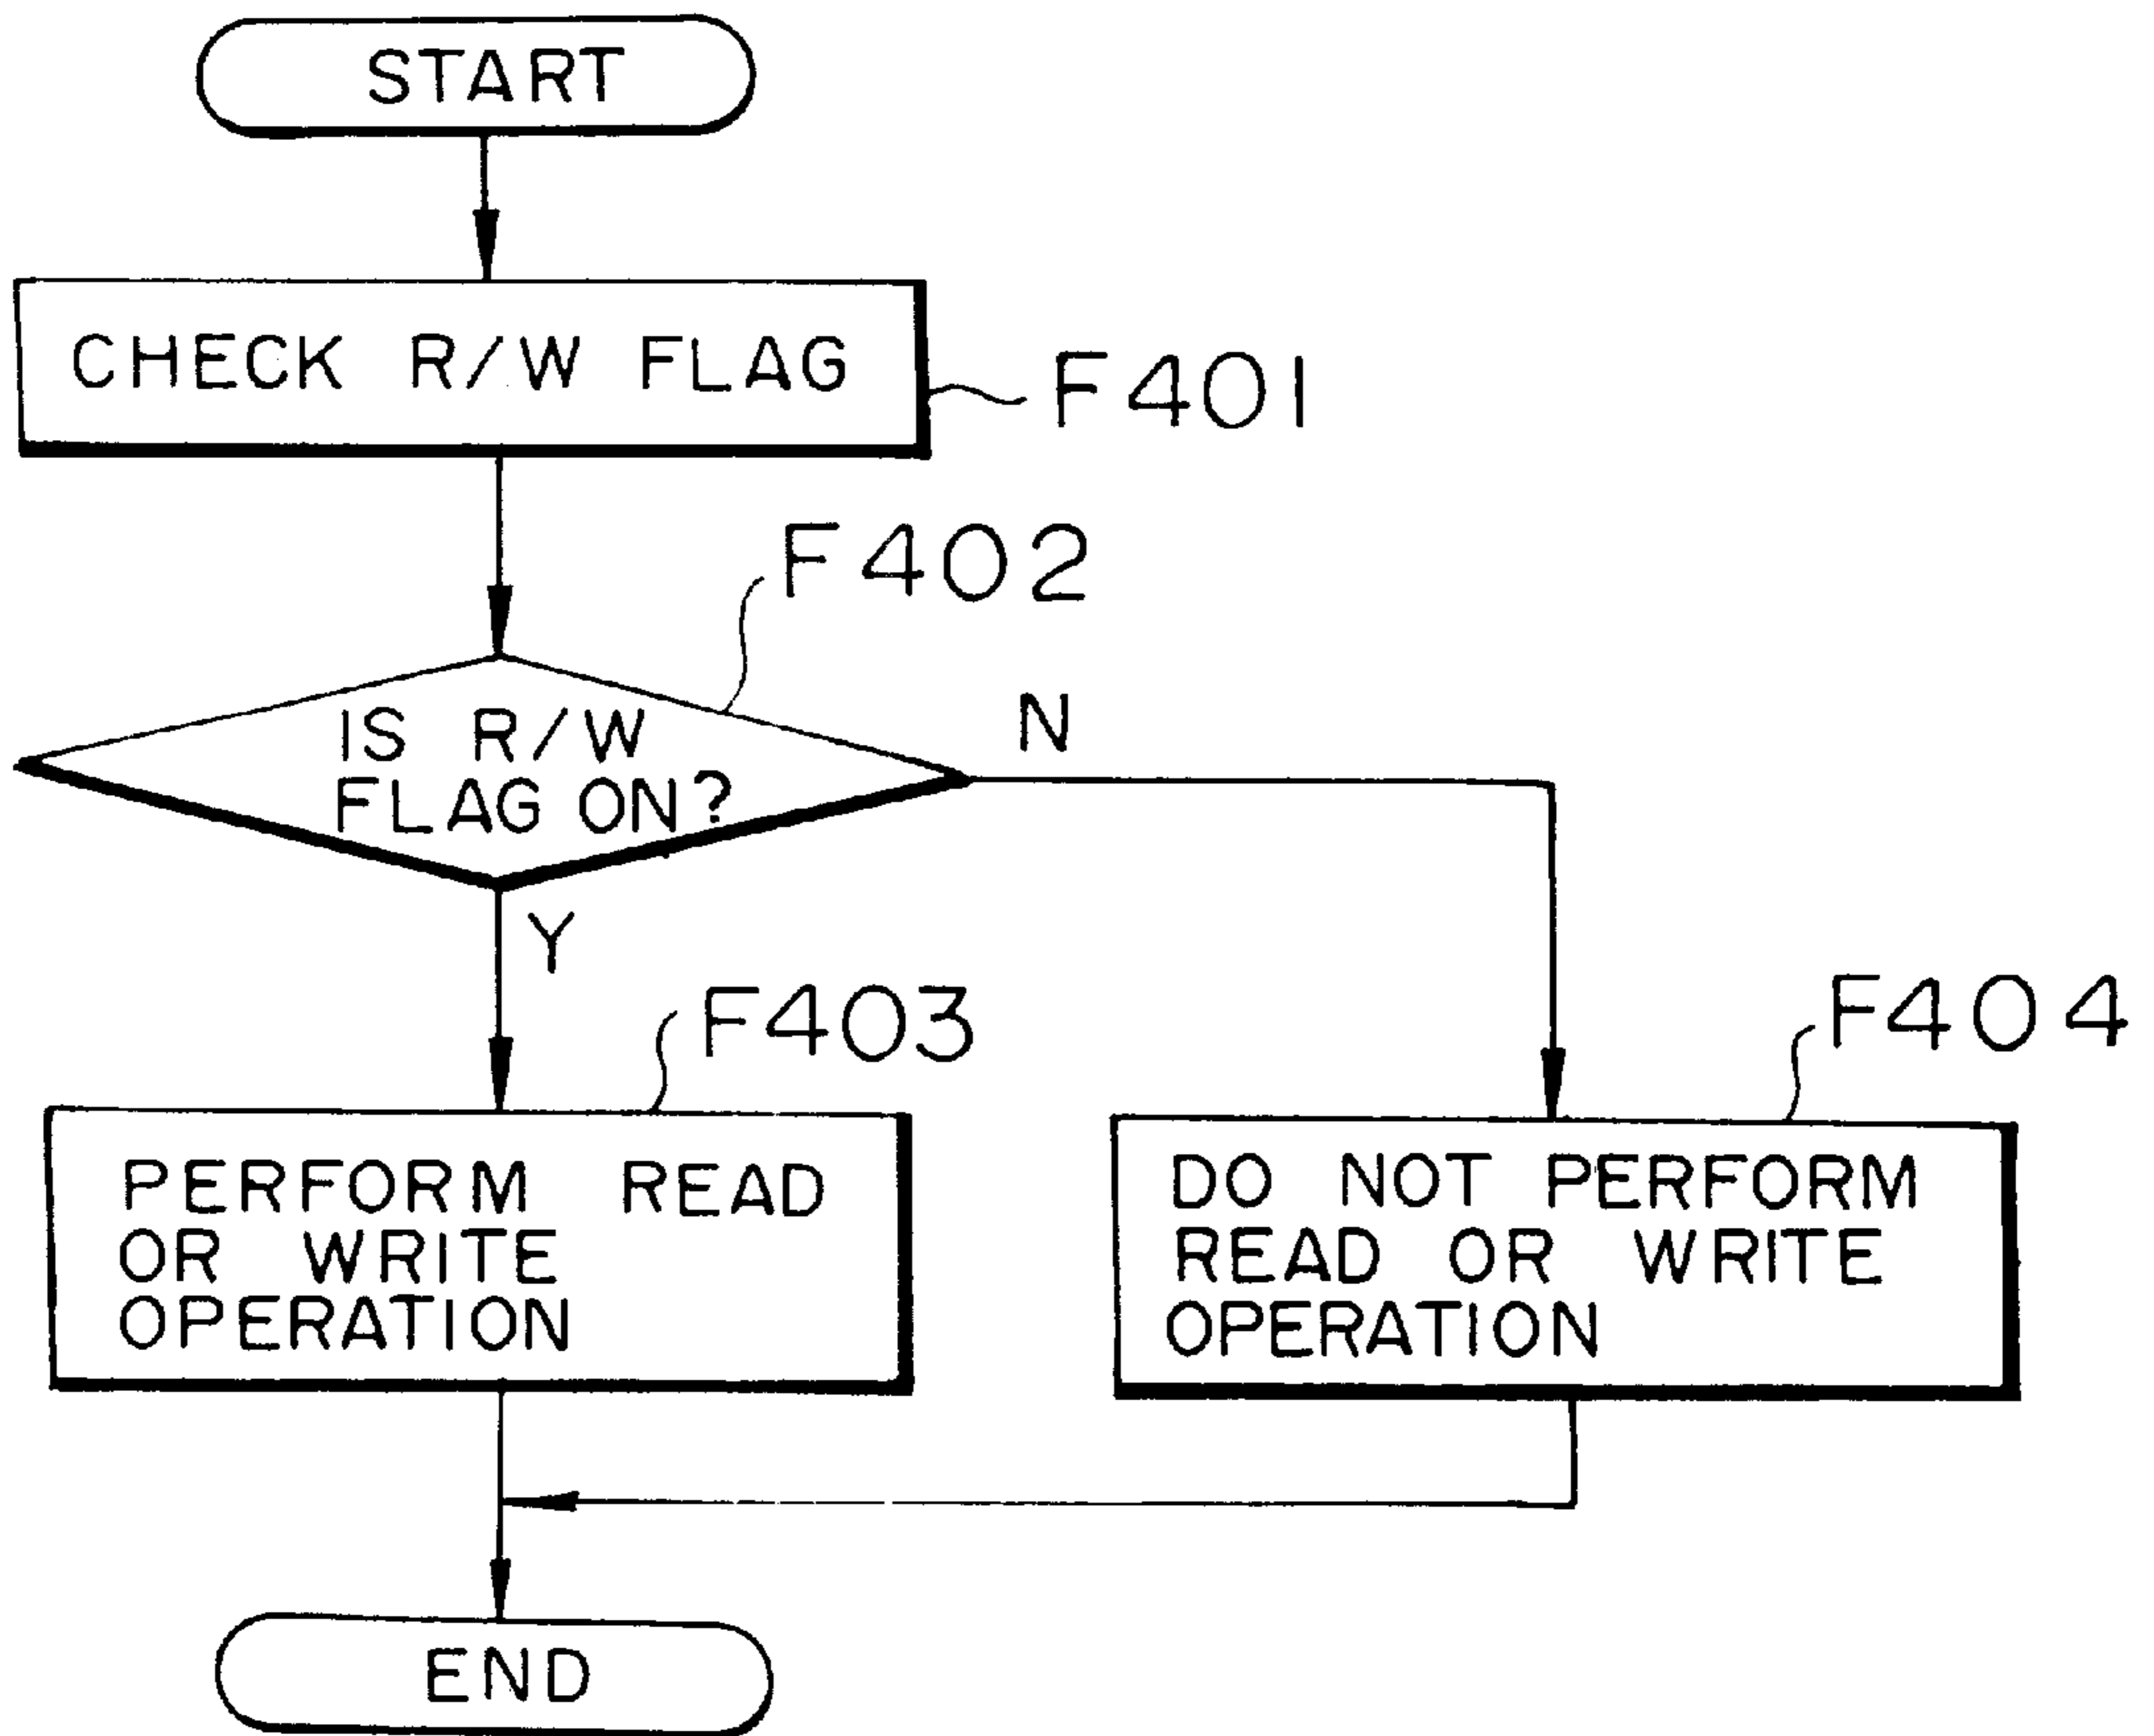 START
CHECK R/W FLAG
F401
F402
IS R/W
FLAG ON?
N
Y
F403
F404
PERFORM READ
OR WRITE
OPERATION
DO NOT PERFORM
READ OR WRITE
OPERATION
END